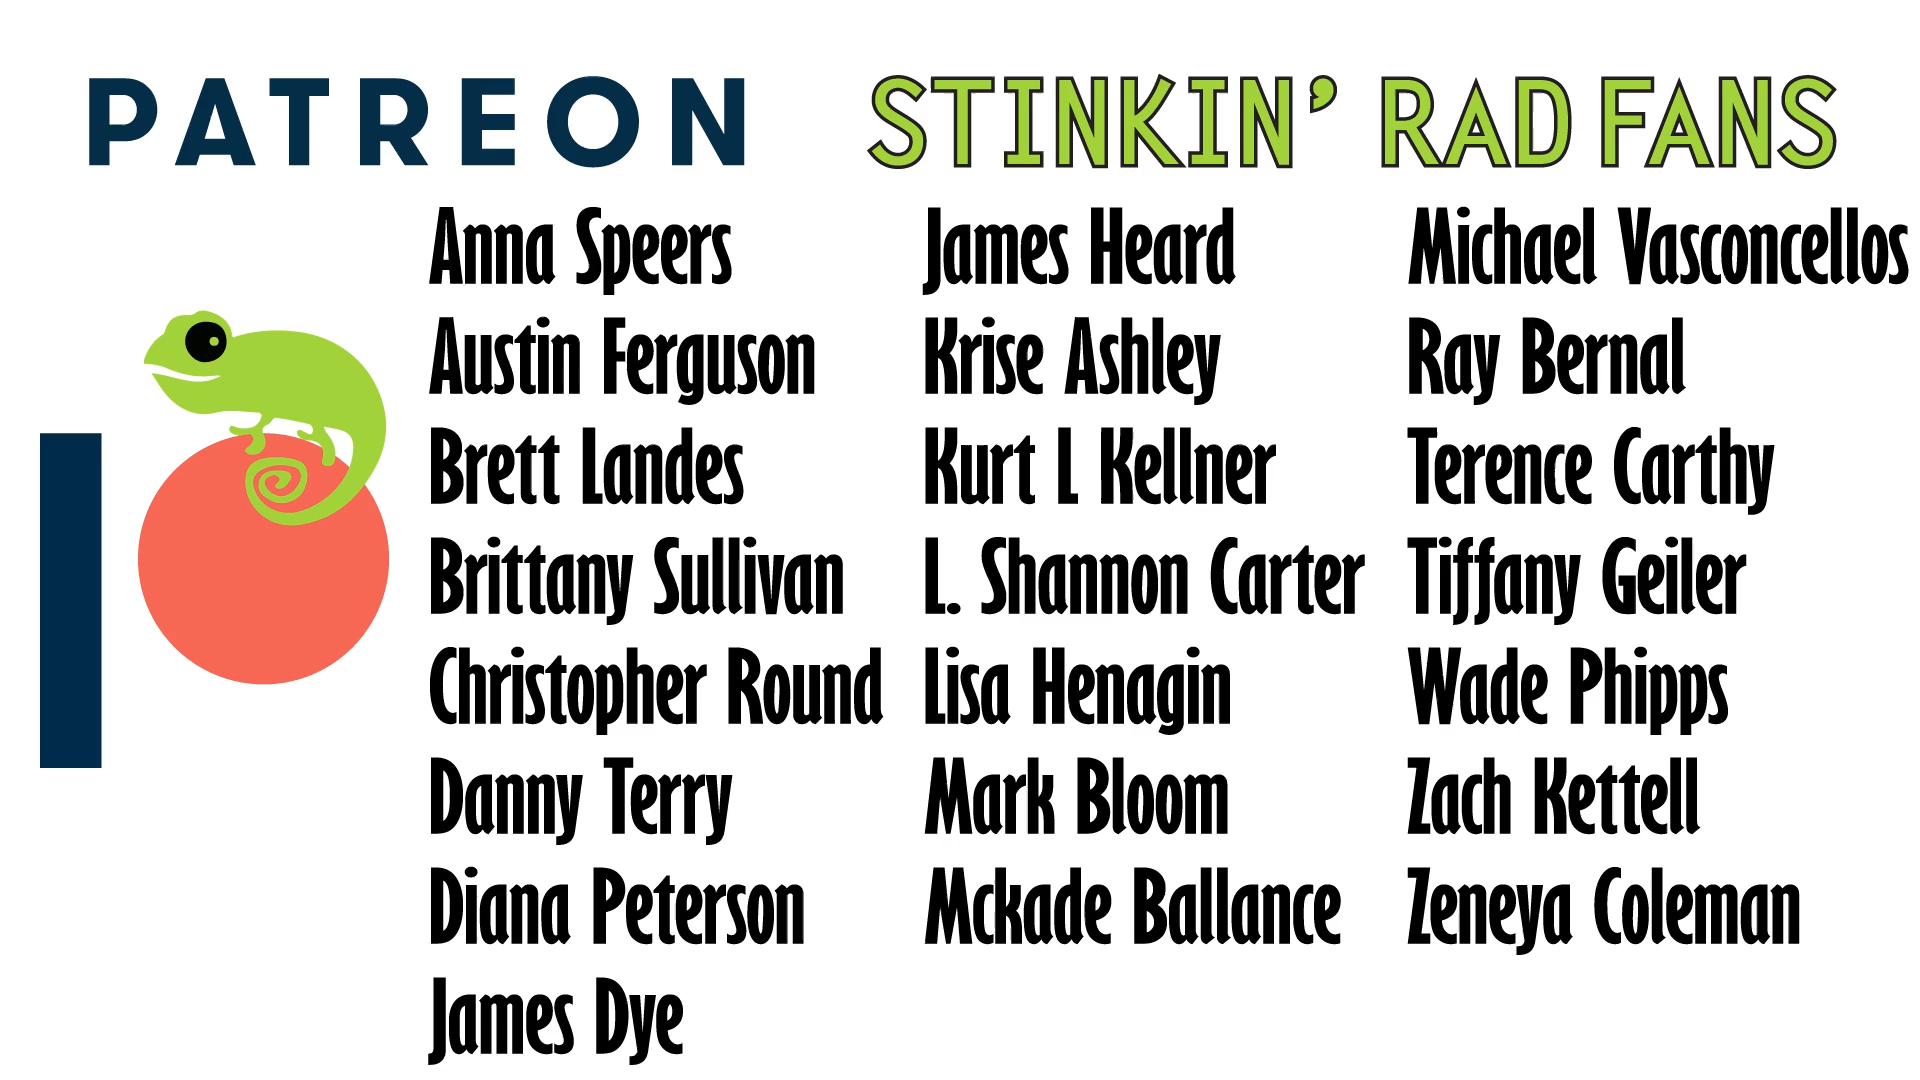 PATREON STINKIN' RAD FANS
Anna Speers
Austin Ferguson
Brett Landes
Brittany Sullivan
Christopher Round
Danny Terry
Diana Peterson
James Dye
James Heard
Krise Ashley
Kurt L Kellner
L. Shannon Carter
Lisa Henagin
Mark Bloom
Mckade Ballance
Michael Vasconcellos
Ray Bernal
Terence Carthy
Tiffany Geiler
Wade Phipps
Zach Kettell
Zeneya Coleman